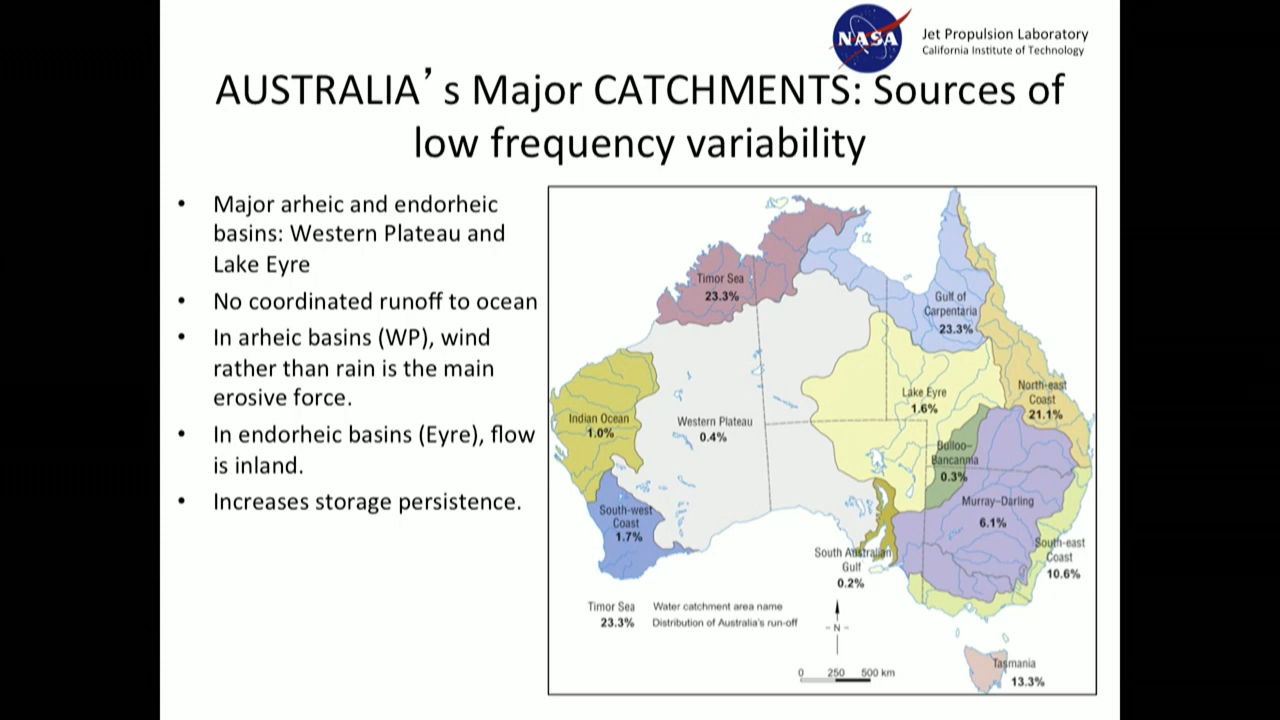 NASA
Jet Propulsion Laboratory
California Institute of Technology
AUSTRALIA’s Major CATCHMENTS: Sources of
low frequency variability
• Major arheic and endorheic
basins: Western Plateau and
Lake Eyre
• No coordinated runoff to ocean
• In arheic basins (WP), wind
rather than rain is the main
erosive force.
• In endorheic basins (Eyre), flow
is inland.
• Increases storage persistence.
Timor Sea
23.3%
Gulf of
Carpentaria
23.3%
North-east
Coast
21.1%
Lake Eyre
1.6%
Indian Ocean
1.0%
Western Plateau
0.4%
Bulloo–
Bancannia
0.3%
Murray–Darling
6.1%
South-west
Coast
1.7%
South-east
Coast
10.6%
South Australian
Gulf
0.2%
Timor Sea Water catchment area name
23.3% Distribution of Australia's run-off
– N –
0 250 500 km
Tasmania
13.3%